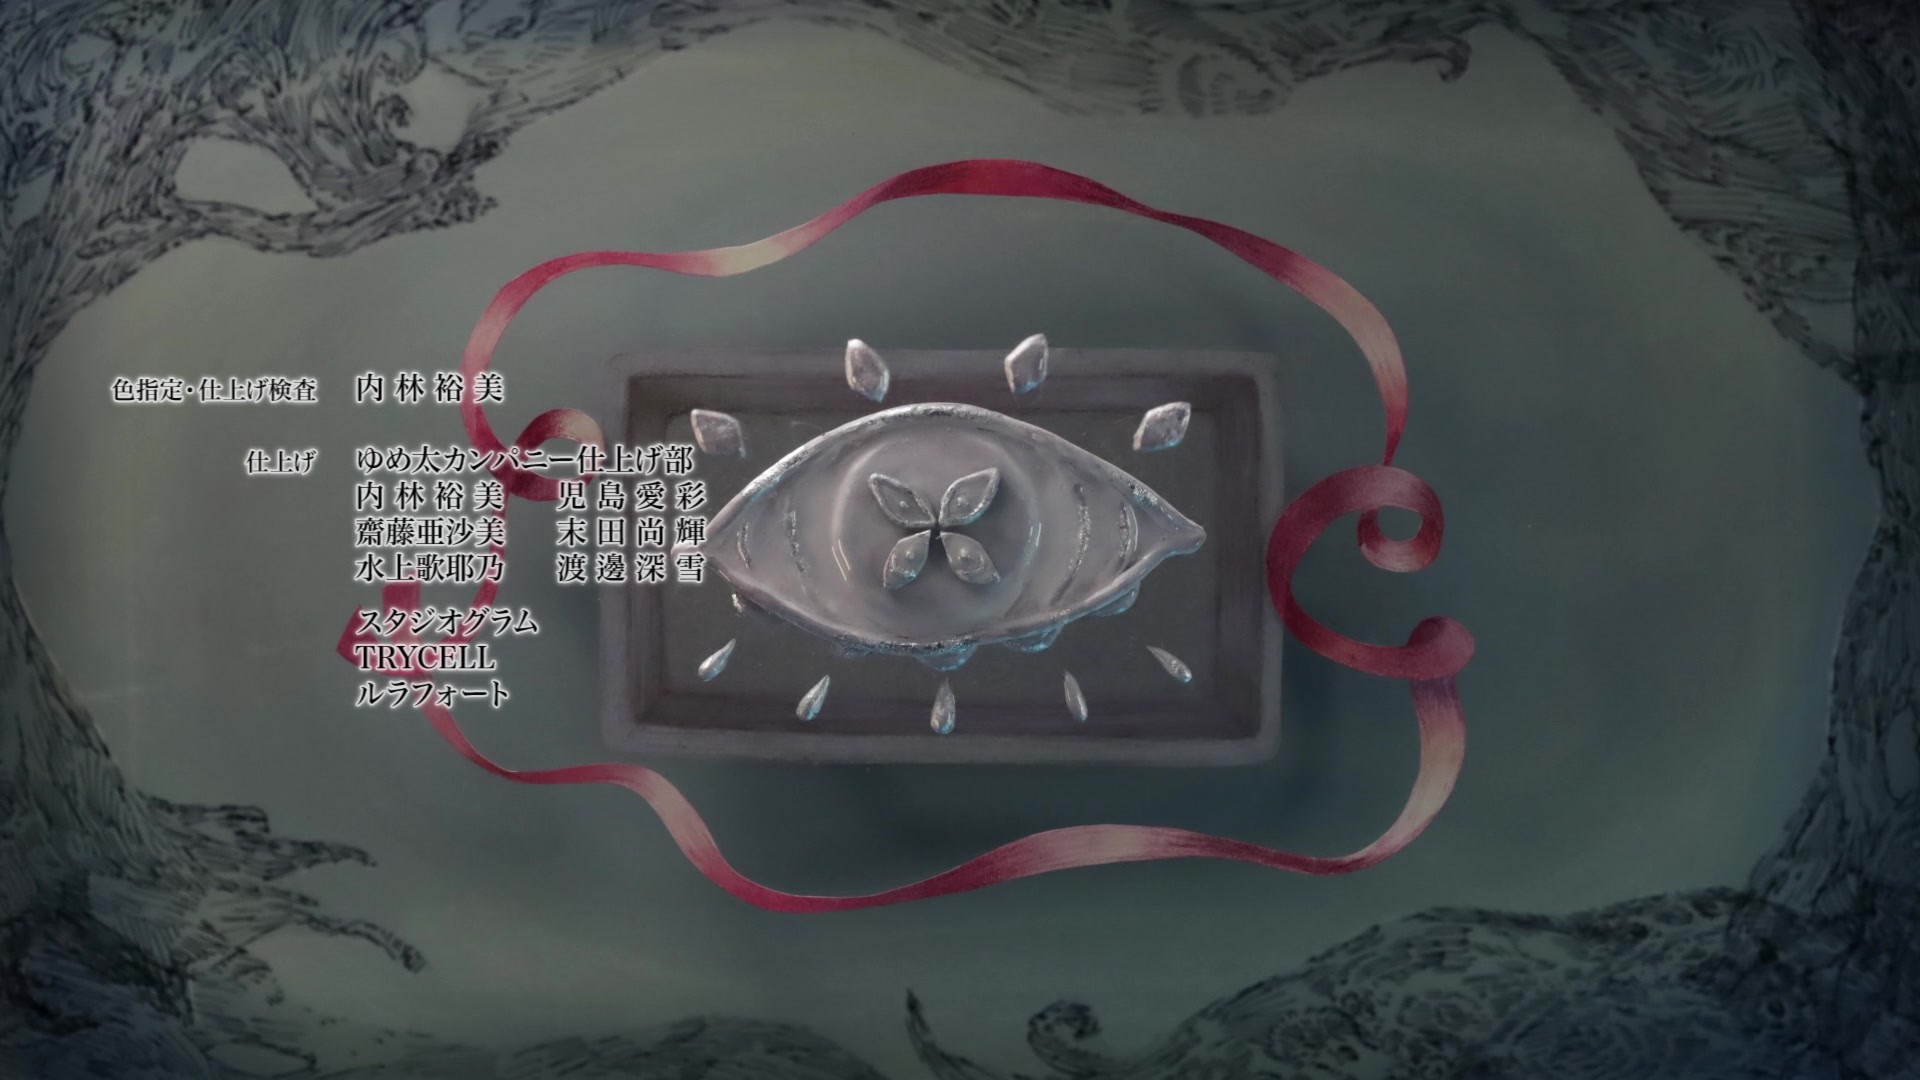 色指定・仕上げ検査 内林裕美
仕上げ ゆめ太カンパニー仕上げ部
内林裕美 児島愛彩
齋藤亜沙美 末田尚輝
水上歌耶乃 渡邊深雪
スタジオグラム
TRYCELL
ルラフォート